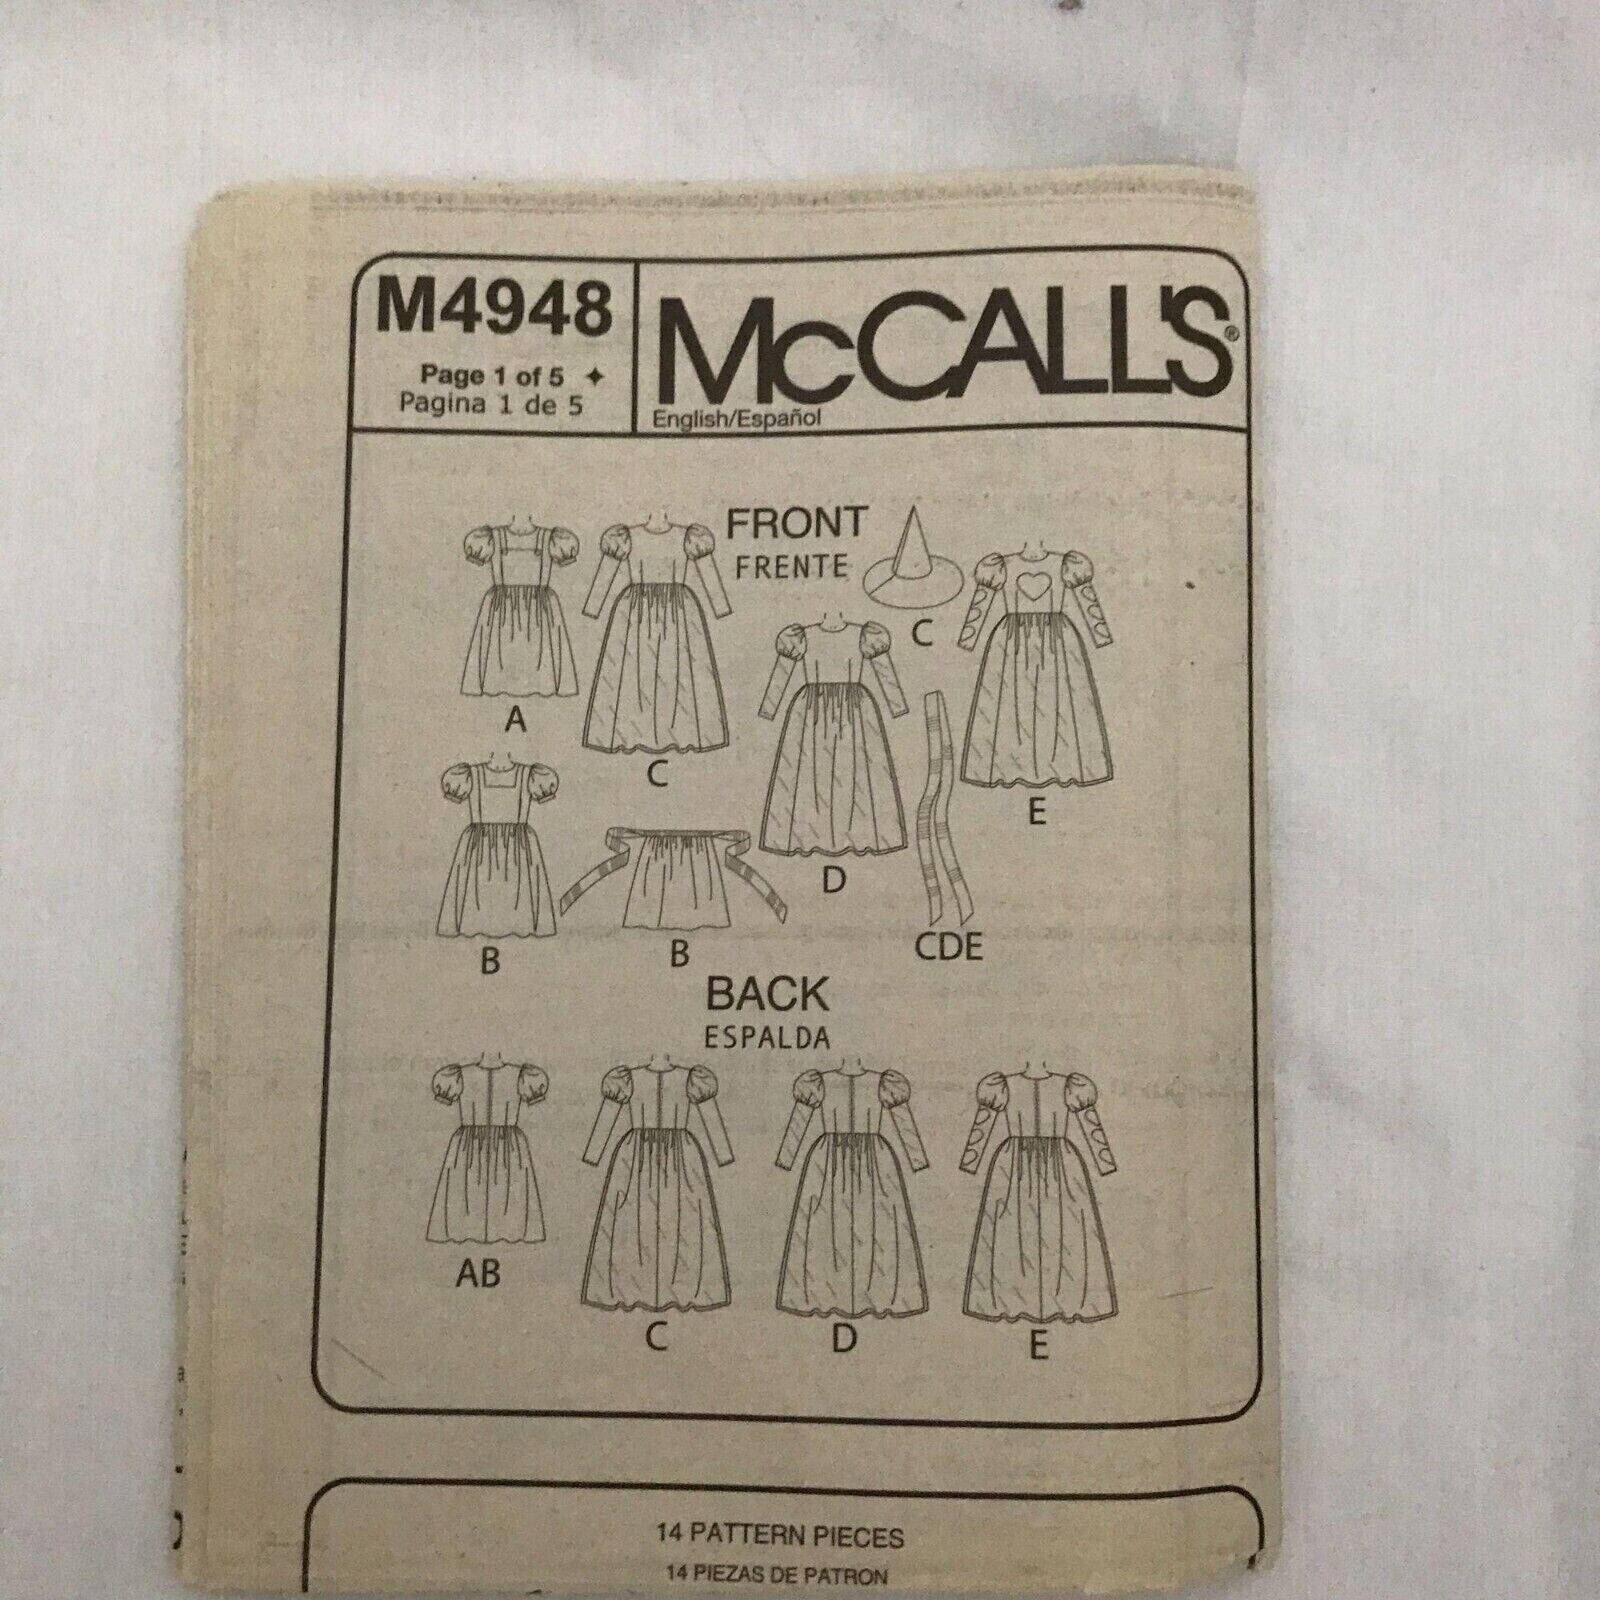 M4948
Page 1 of 5 ✦
Pagina 1 de 5
McCALL'S®
English/Español
FRONT
FRENTE
A
C
C
E
D
B
B
CDE
BACK
ESPALDA
AB
C
D
E
14 PATTERN PIECES
14 PIEZAS DE PATRON